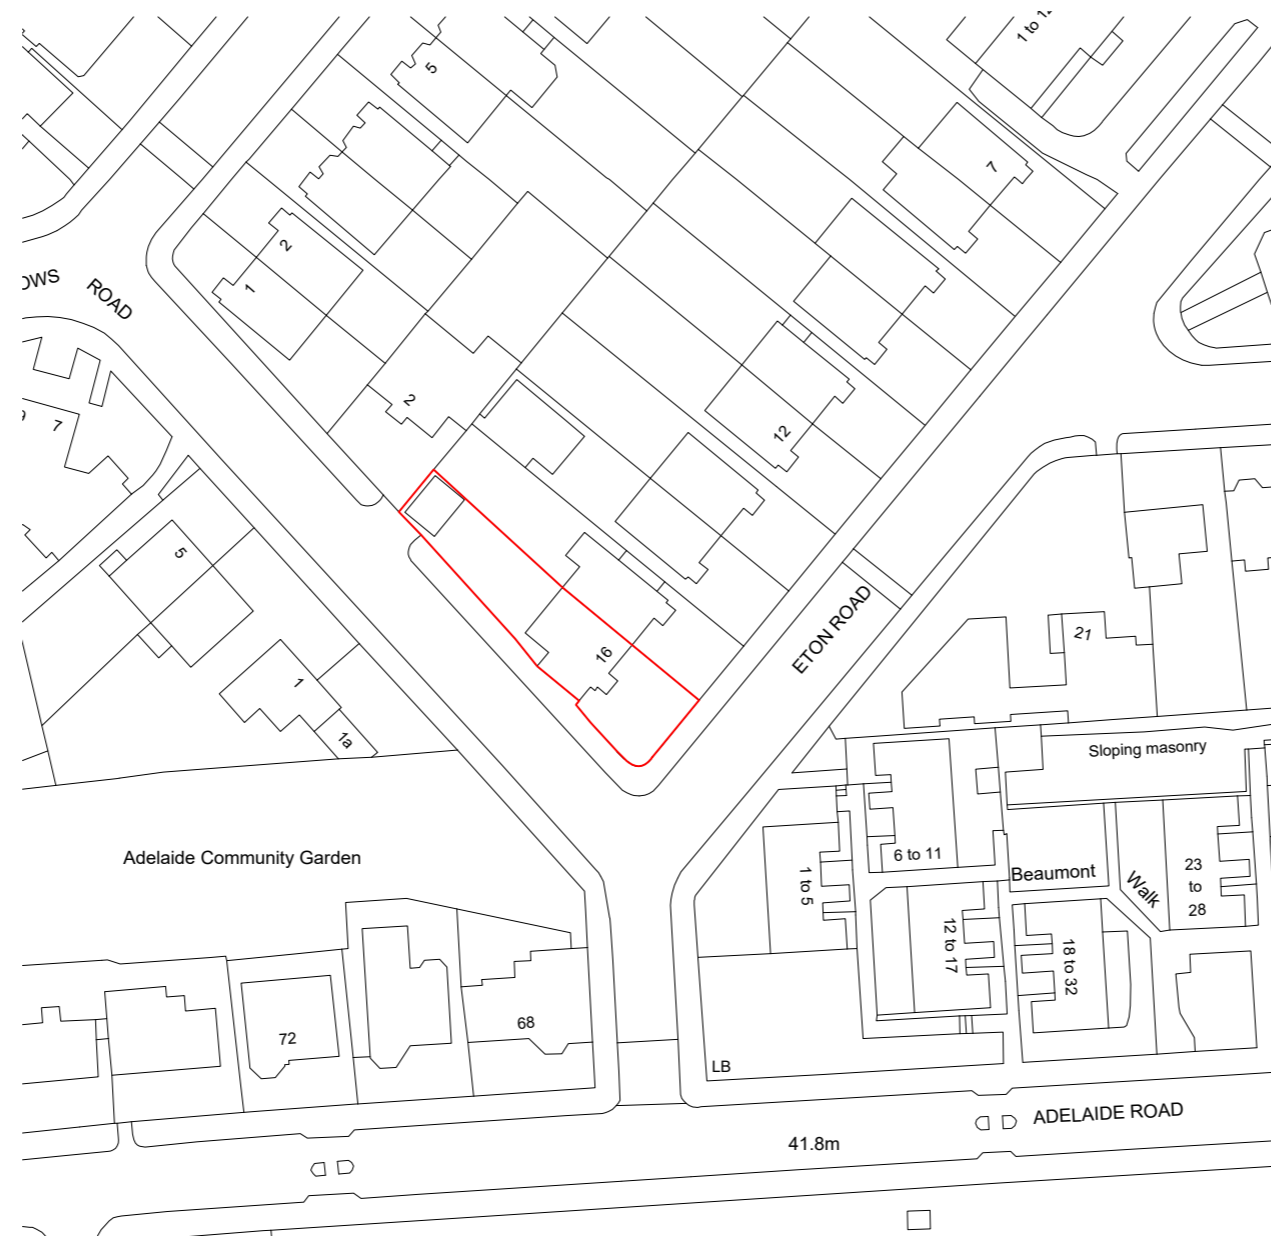 1 to
5
7
OWS
ROAD
2
1
2
7
12
5
16
ETON ROAD
21
1
1a
Sloping masonry
Adelaide Community Garden
6 to 11
1 to 5
Beaumont
Walk
23
to
28
12 to 17
18 to 32
68
72
LB
ADELAIDE ROAD
41.8m